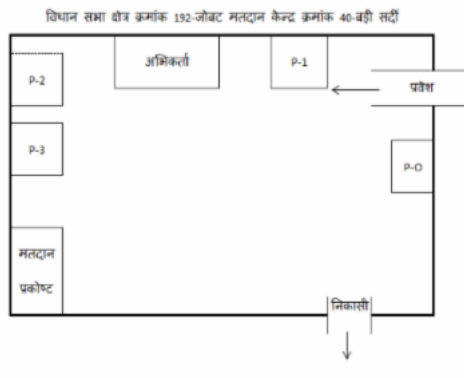 विधान सभा क्षेत्र क्रमांक 192-जोबट मतदान केन्द्र क्रमांक 40-बड़ी सर्दी
अभिकर्ता
P-1
P-2
प्रवेश
P-3
P-O
मतदान
प्रकोष्ट
निकासी